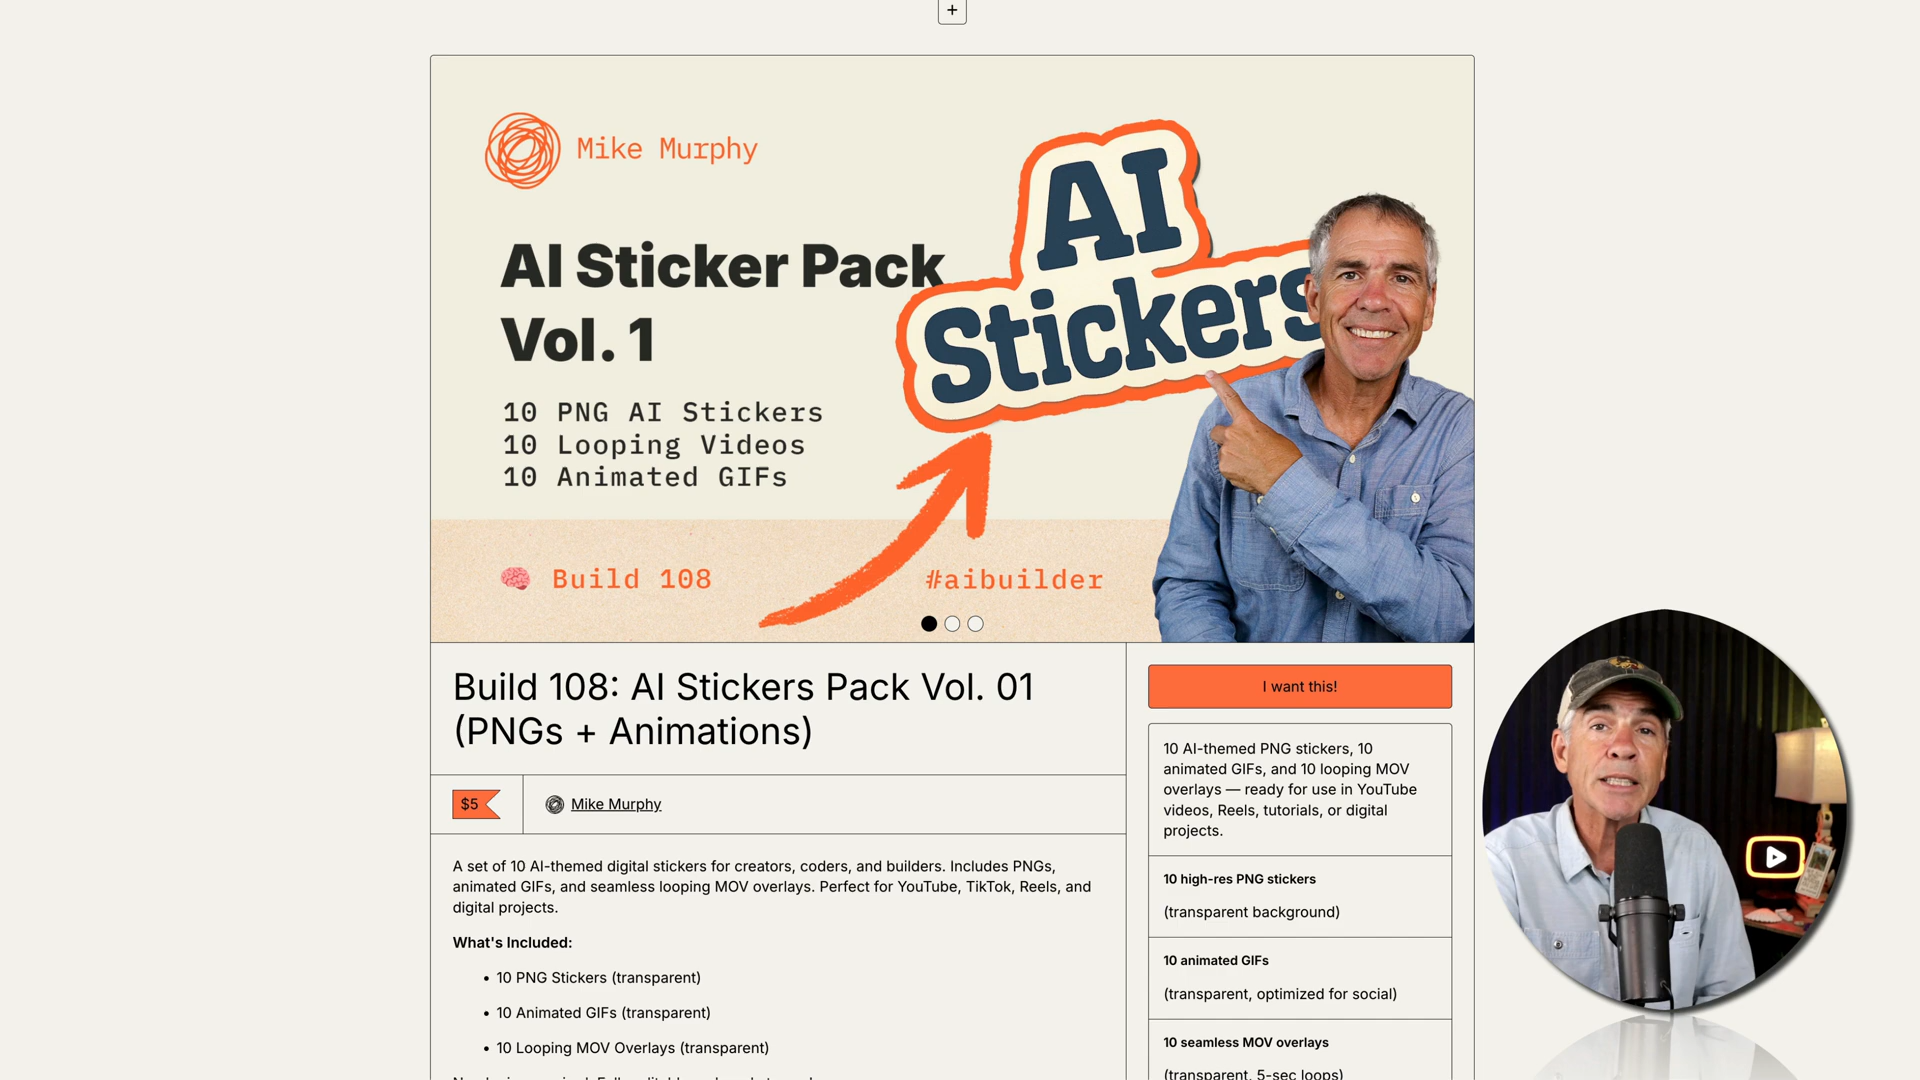 +
Mike Murphy
AI Sticker Pack
Vol. 1
10 PNG AI Stickers
10 Looping Videos
10 Animated GIFs
AI
Stickers
Build 108
#aibuilder
Build 108: AI Stickers Pack Vol. 01
(PNGs + Animations)
$5
Mike Murphy
A set of 10 AI-themed digital stickers for creators, coders, and builders. Includes PNGs,
animated GIFs, and seamless looping MOV overlays. Perfect for YouTube, TikTok, Reels, and
digital projects.
What's Included:
• 10 PNG Stickers (transparent)
• 10 Animated GIFs (transparent)
• 10 Looping MOV Overlays (transparent)
I want this!
10 AI-themed PNG stickers, 10
animated GIFs, and 10 looping MOV
overlays — ready for use in YouTube
videos, Reels, tutorials, or digital
projects.
10 high-res PNG stickers
(transparent background)
10 animated GIFs
(transparent, optimized for social)
10 seamless MOV overlays
(transparent, 5-sec loops)